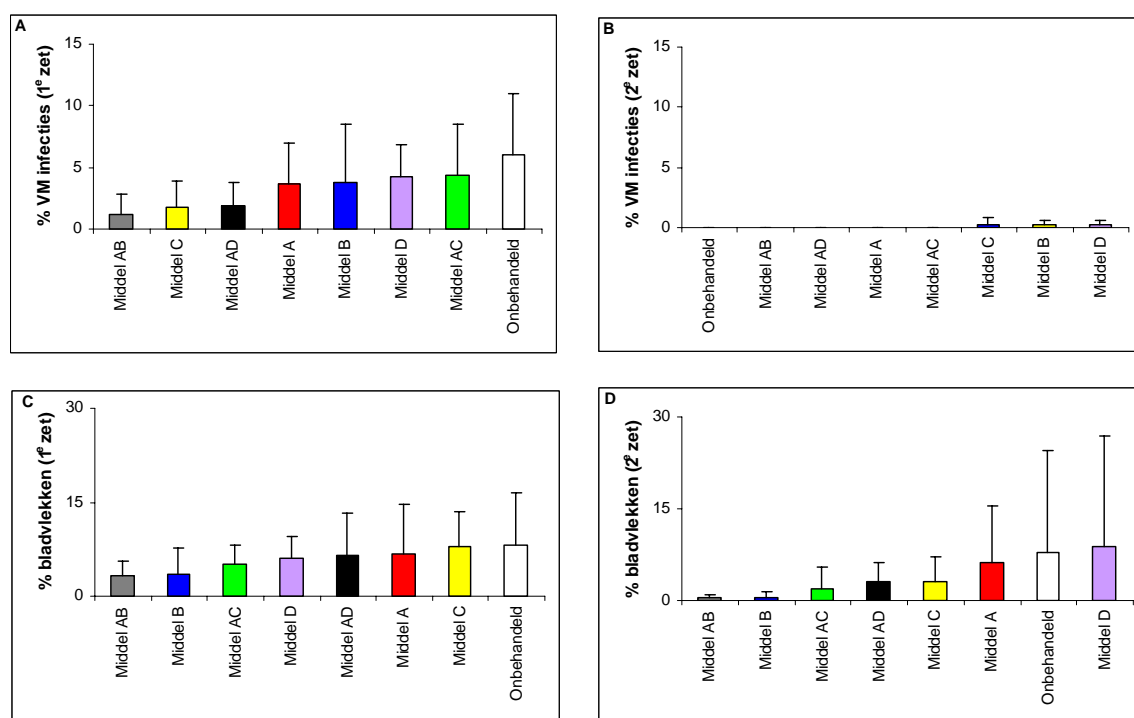 A
% VM infecties (1e zet)
15
10
5
0
Middel AB
Middel C
Middel AD
Middel A
Middel B
Middel D
Middel AC
Onbehandeld
B
% VM infecties (2e zet)
15
10
5
0
Onbehandeld
Middel AB
Middel AD
Middel A
Middel AC
Middel C
Middel B
Middel D
C
% bladvlekken (1e zet)
30
15
0
Middel AB
Middel B
Middel AC
Middel D
Middel AD
Middel A
Middel C
Onbehandeld
D
% bladvlekken (2e zet)
30
15
0
Middel AB
Middel B
Middel AC
Middel AD
Middel C
Middel A
Onbehandeld
Middel D